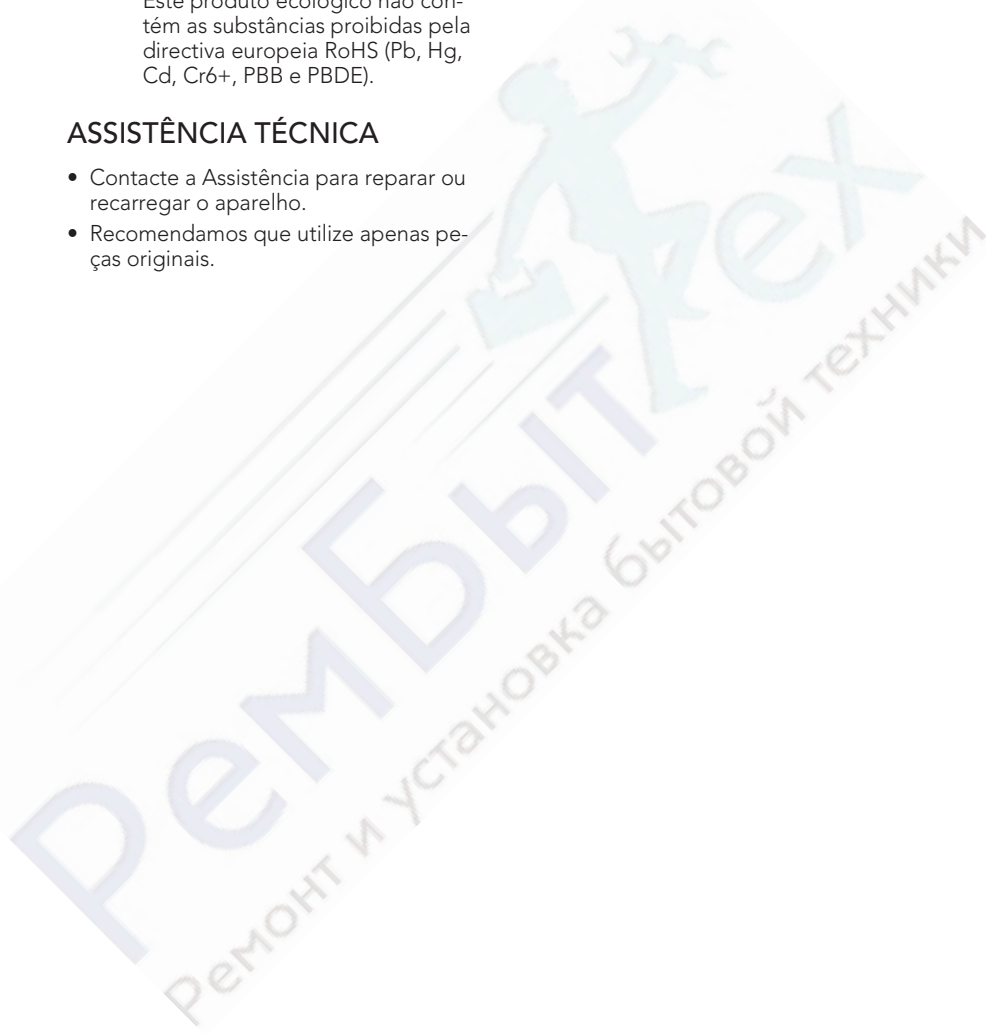 Este produto ecológico não con-
tém as substâncias proibidas pela
directiva europeia RoHS (Pb, Hg,
Cd, Cr6+, PBB e PBDE).
ASSISTÊNCIA TÉCNICA
• Contacte a Assistência para reparar ou
recarregar o aparelho.
• Recomendamos que utilize apenas pe-
ças originais.
РемБытТех
Ремонт и установка бытовой техники